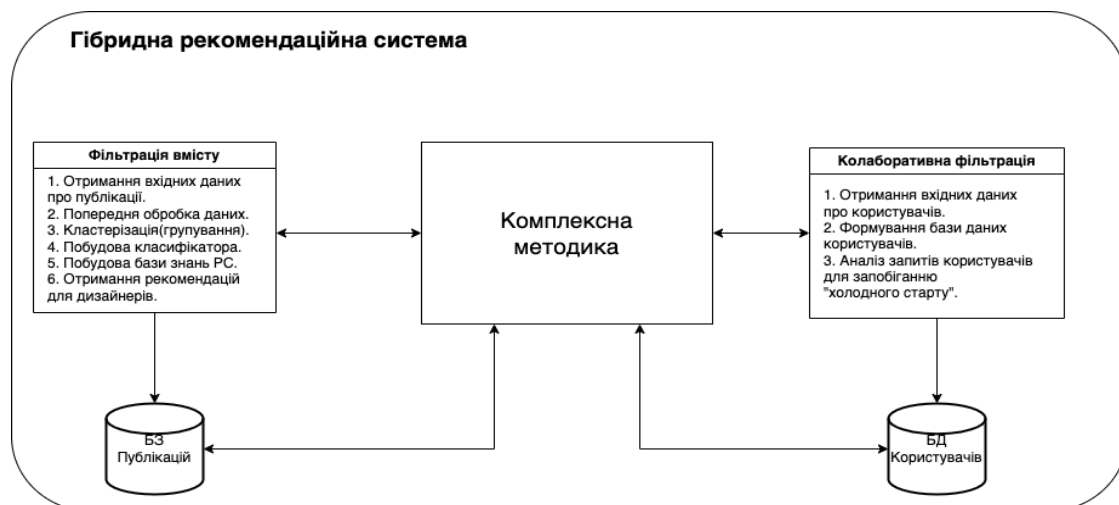 Гібридна рекомендаційна система
Фільтрація вмісту
1. Отримання вхідних даних
про публікації.
2. Попередня обробка даних.
3. Кластерізація(групування).
4. Побудова класифікатора.
5. Побудова бази знань РС.
6. Отримання рекомендацій
для дизайнерів.
Комплексна
методика
Колаборативна фільтрація
1. Отримання вхідних даних
про користувачів.
2. Формування бази даних
користувачів.
3. Аналіз запитів користувачів
для запобіганню
"холодного старту".
БЗ
Публікацій
БД
Користувачів